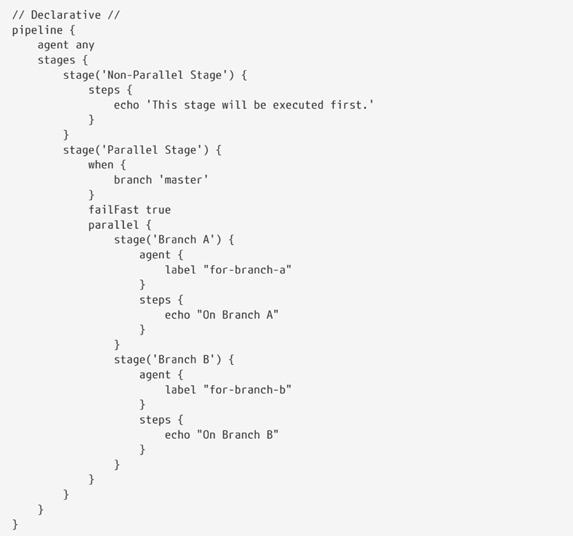 // Declarative //
pipeline {
    agent any
    stages {
        stage('Non-Parallel Stage') {
            steps {
                echo 'This stage will be executed first.'
            }
        }
        stage('Parallel Stage') {
            when {
                branch 'master'
            }
            failFast true
            parallel {
                stage('Branch A') {
                    agent {
                        label "for-branch-a"
                    }
                    steps {
                        echo "On Branch A"
                    }
                }
                stage('Branch B') {
                    agent {
                        label "for-branch-b"
                    }
                    steps {
                        echo "On Branch B"
                    }
                }
            }
        }
    }
}